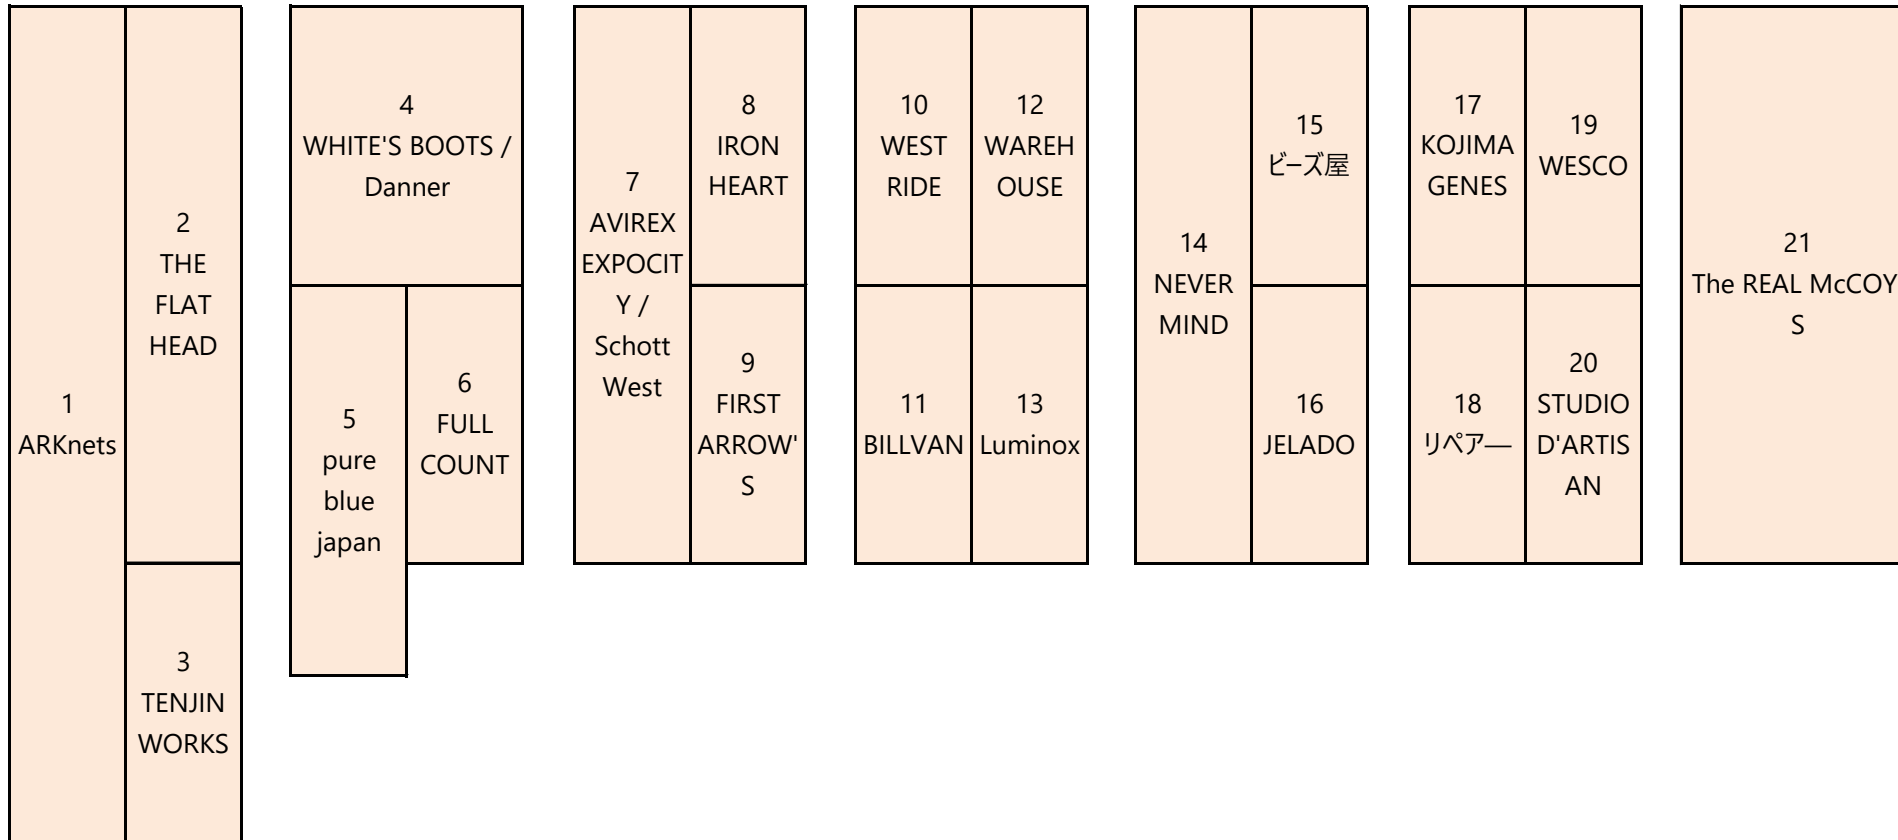 1
ARKnets
2
THE
FLAT
HEAD
3
TENJIN
WORKS
4
WHITE'S BOOTS /
Danner
5
pure
blue
japan
6
FULL
COUNT
7
AVIREX
EXPOCIT
Y /
Schott
West
8
IRON
HEART
9
FIRST
ARROW'
S
10
WEST
RIDE
11
BILLVAN
12
WAREH
OUSE
13
Luminox
14
NEVER
MIND
15
ビーズ屋
16
JELADO
17
KOJIMA
GENES
18
リペア―
19
WESCO
20
STUDIO
D'ARTIS
AN
21
The REAL McCOY
S